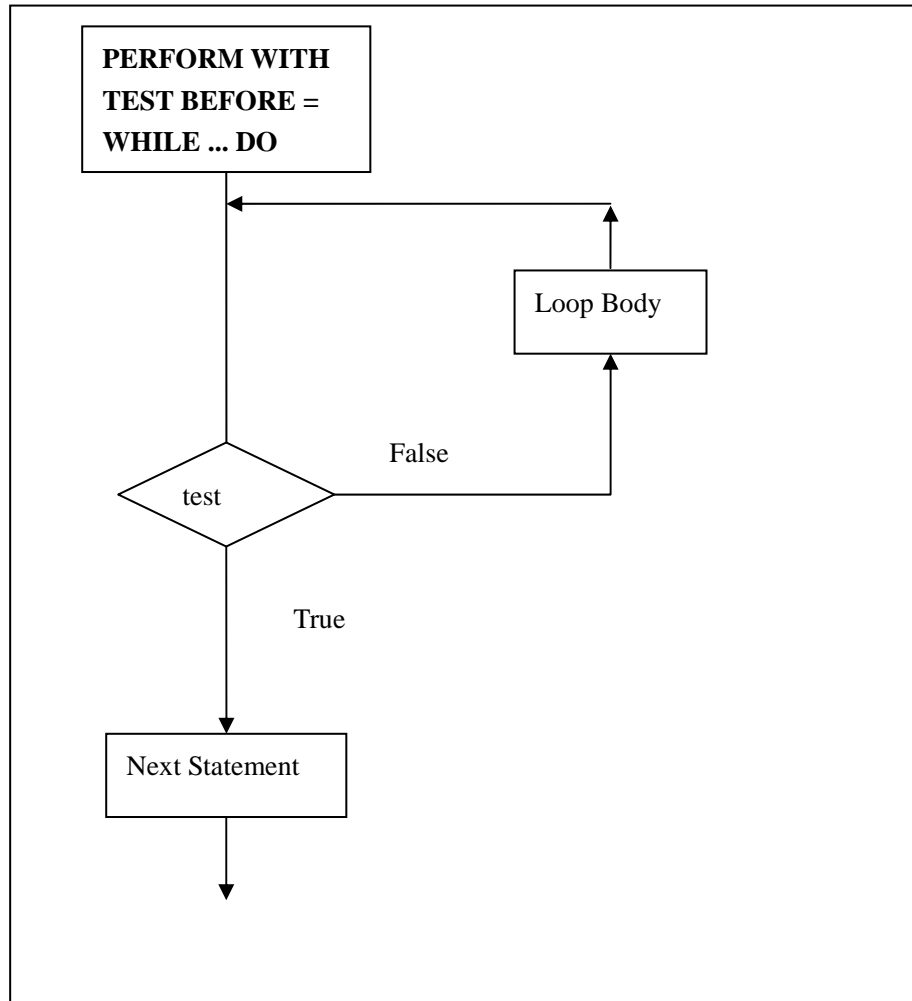 PERFORM WITH
TEST BEFORE =
WHILE ... DO
Loop Body
False
test
True
Next Statement